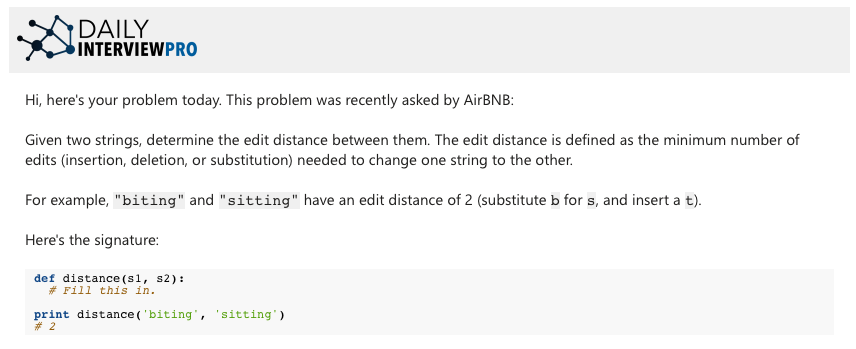 DAILY
INTERVIEWPRO
Hi, here's your problem today. This problem was recently asked by AirBNB:
Given two strings, determine the edit distance between them. The edit distance is defined as the minimum number of
edits (insertion, deletion, or substitution) needed to change one string to the other.
For example, "biting" and "sitting" have an edit distance of 2 (substitute b for s, and insert a t).
Here's the signature:
def distance(s1, s2):
  # Fill this in.
print distance('biting', 'sitting')
# 2